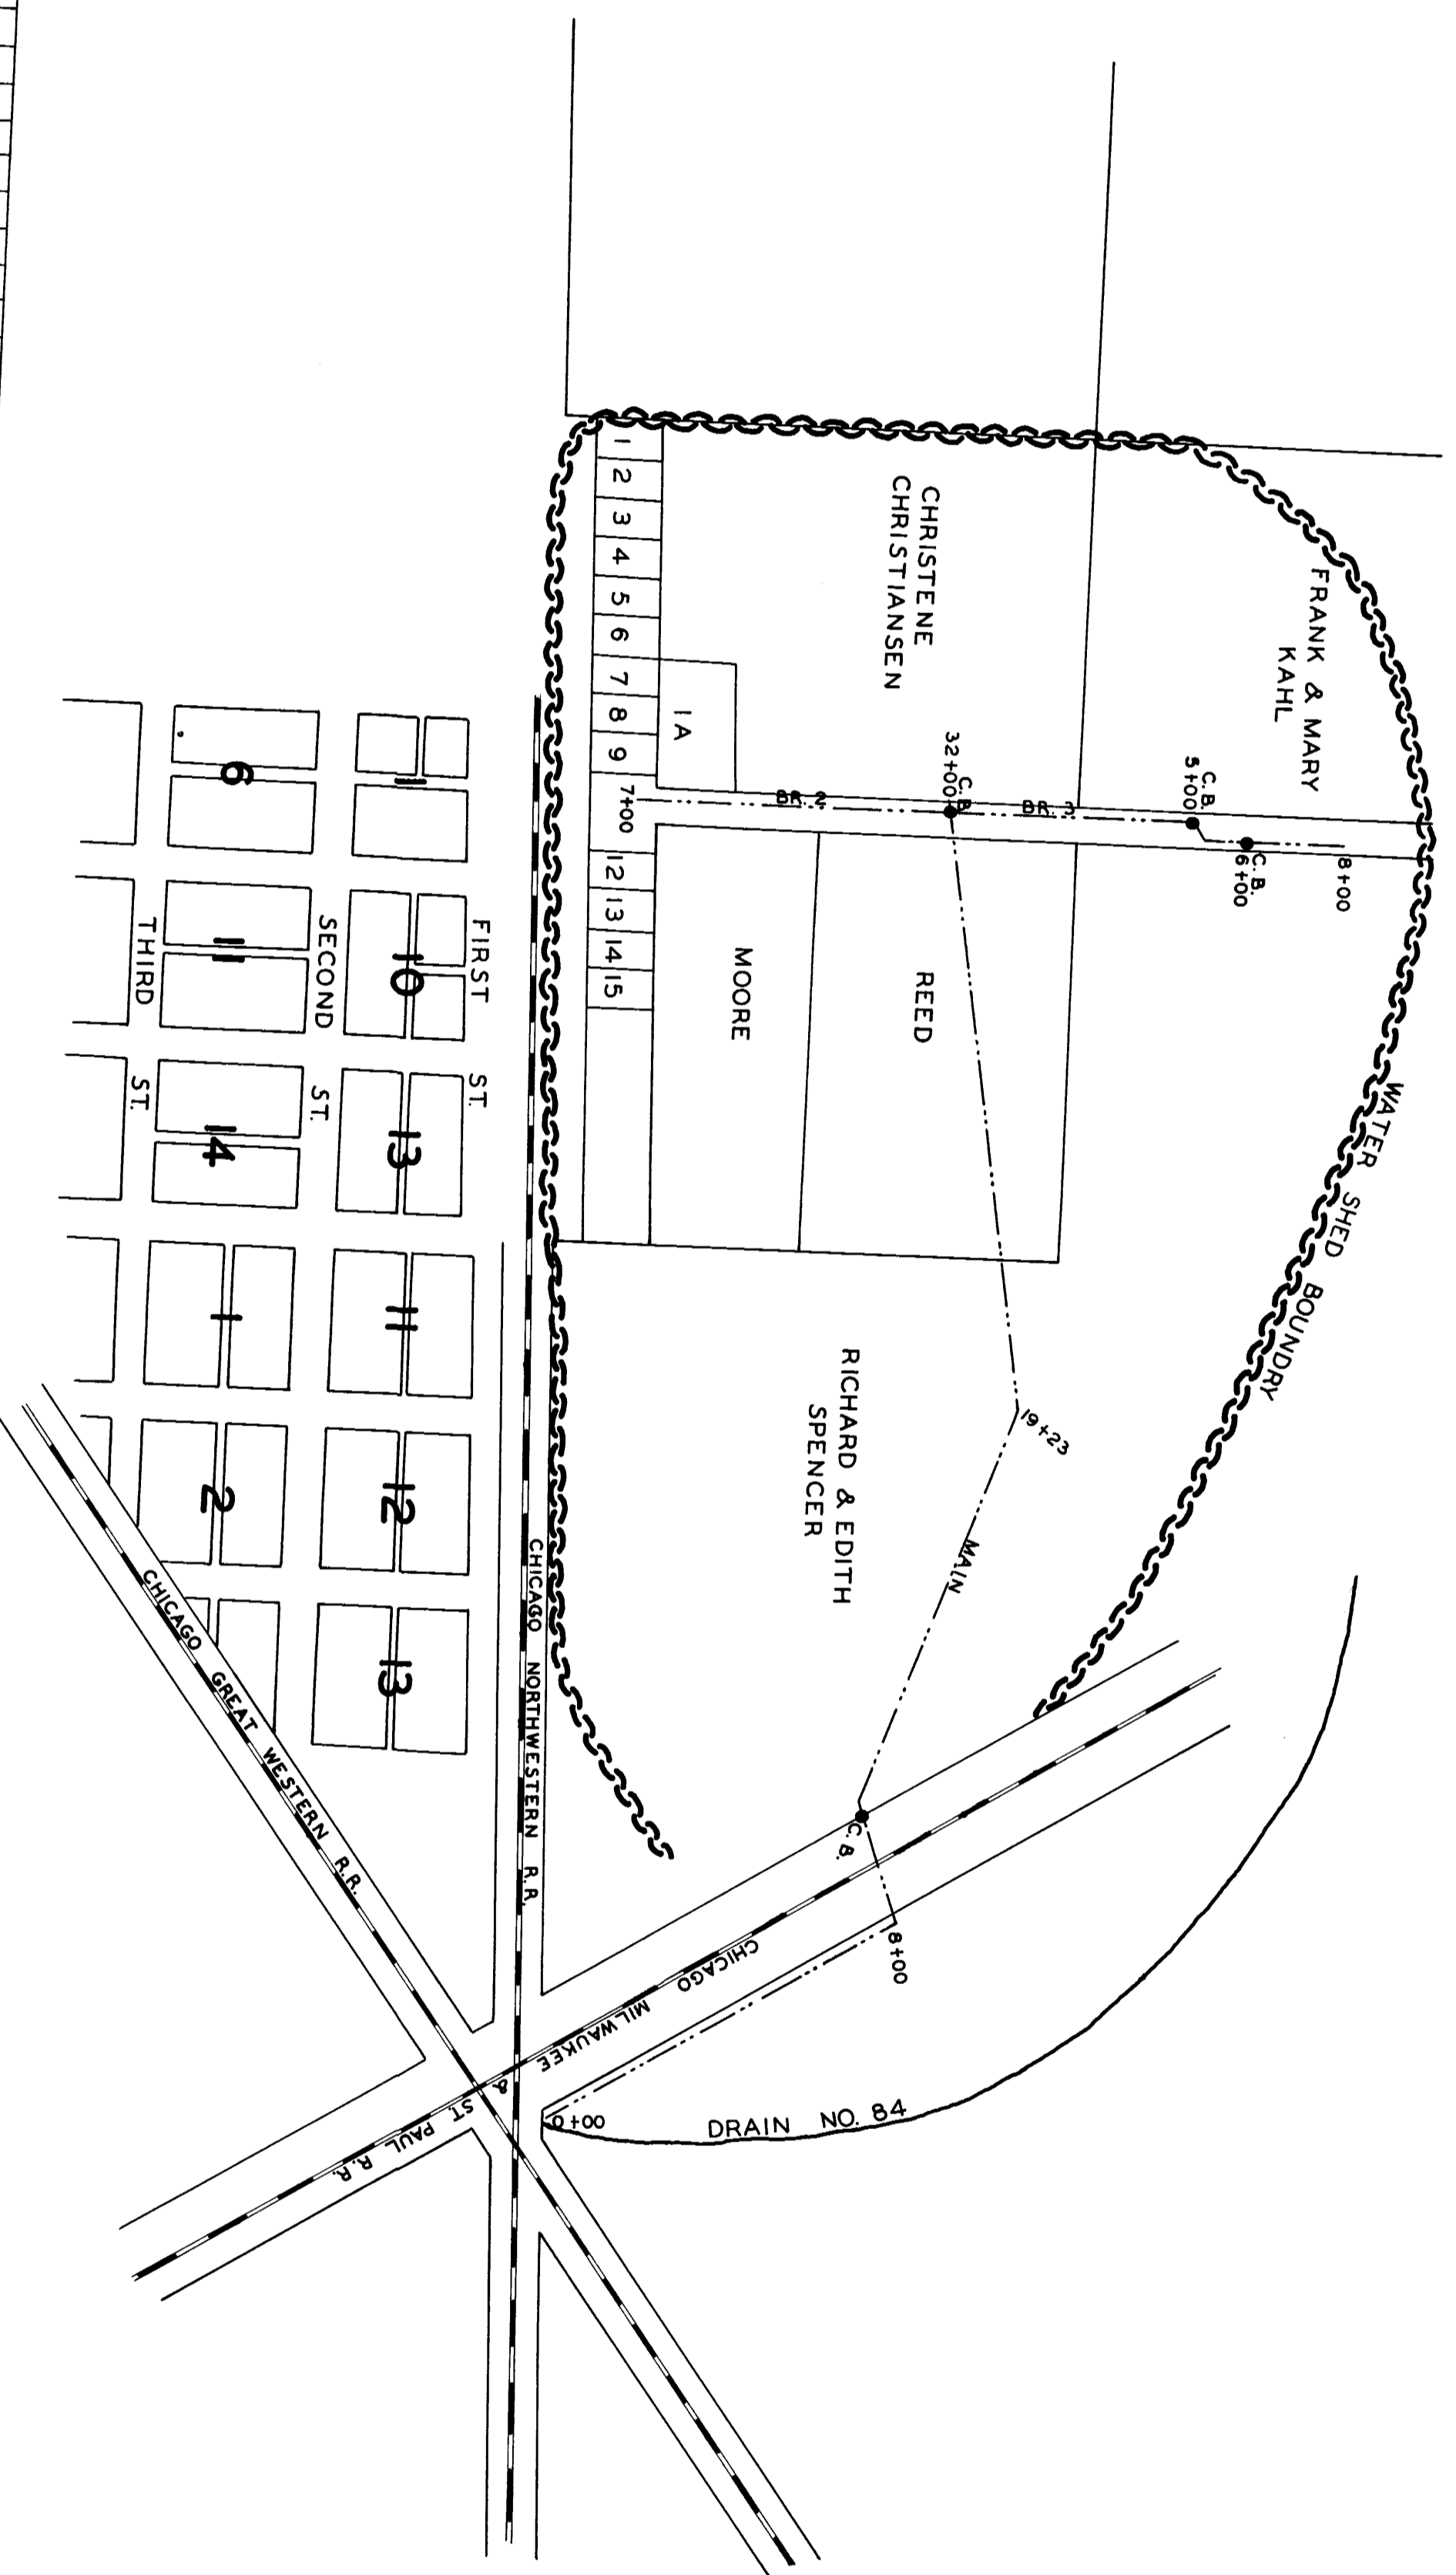 FRANK & MARY
KAHL
WATER SHED BOUNDRY
8+00
C.B.
6+00
C.B.
5+00
BR. 3
C.B.
32+00
BR. 2
7+00
CHRISTENE
CHRISTIANSEN
REED
MOORE
1A
1
2
3
4
5
6
7
8
9
12
13
14
15
RICHARD & EDITH
SPENCER
19+23
MAIN
C.B.
8+00
0+00
DRAIN NO. 84
CHICAGO MILWAUKEE & ST. PAUL R.R.
CHICAGO NORTHWESTERN R.R.
CHICAGO GREAT WESTERN R.R.
FIRST ST.
10
13
11
12
13
SECOND ST.
6
11
14
1
2
THIRD ST.